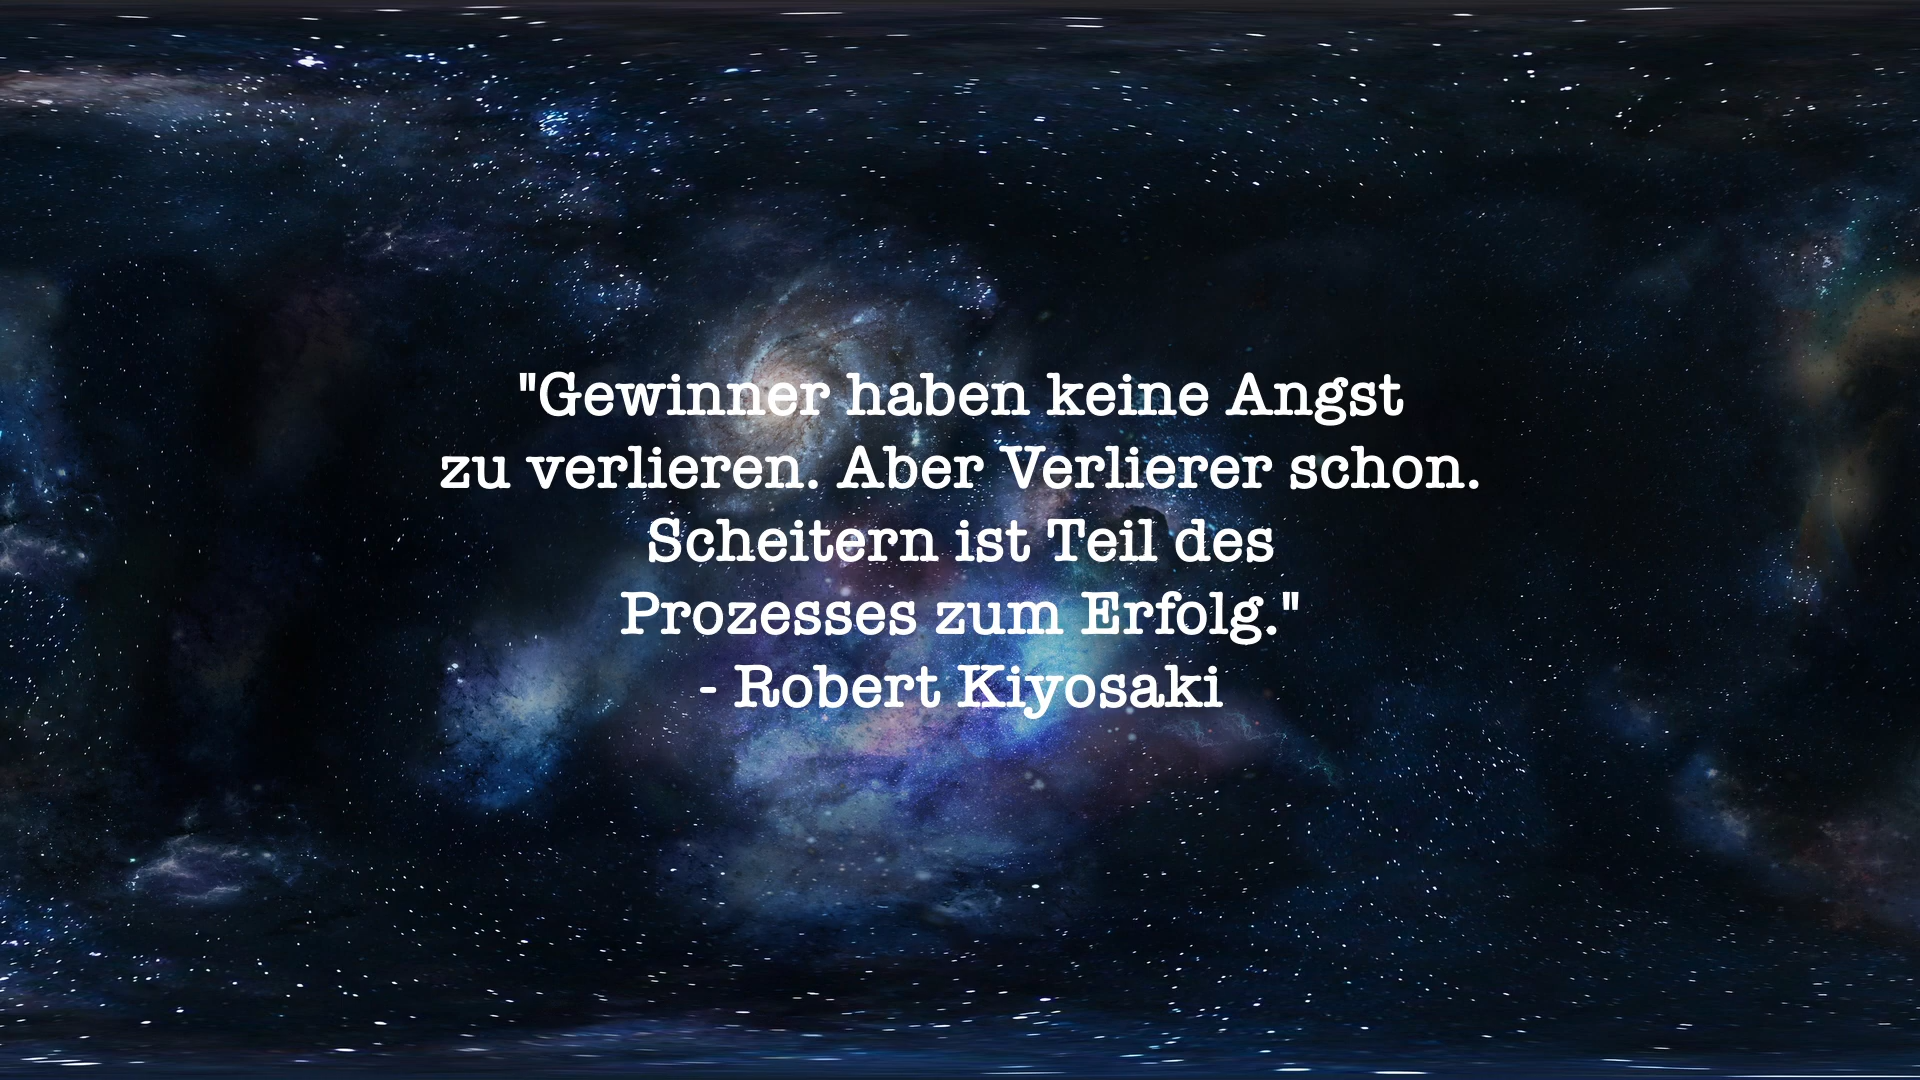 "Gewinner haben keine Angst
zu verlieren. Aber Verlierer schon.
Scheitern ist Teil des
Prozesses zum Erfolg."
- Robert Kiyosaki